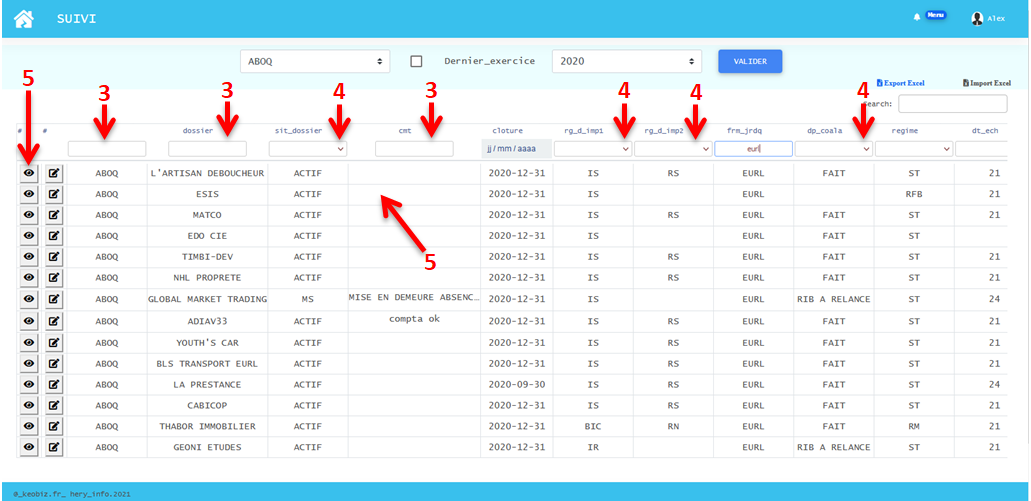 SUIVI
Menu
Alex
ABOQ Dernier_exercice 2020 VALIDER
Export Excel Import Excel
5 3 3 4 3 4 4 4
Search:
# # dossier sit_dossier cmt cloture rg_d_imp1 rg_d_imp2 frm_jrdq dp_coala regime dt_ech
jj / mm / aaaa eurl
ABOQ L'ARTISAN DEBOUCHEUR ACTIF 2020-12-31 IS RS EURL FAIT ST 21
ABOQ ESIS ACTIF 2020-12-31 IS EURL RFB 21
ABOQ MATCO ACTIF 2020-12-31 IS RS EURL FAIT ST 21
ABOQ EDO CIE ACTIF 2020-12-31 IS EURL FAIT ST
5
ABOQ TIMBI-DEV ACTIF 2020-12-31 IS RS EURL FAIT ST 21
ABOQ NHL PROPRETE ACTIF 2020-12-31 IS RS EURL FAIT ST 21
ABOQ GLOBAL MARKET TRADING MS MISE EN DEMEURE ABSENC... 2020-12-31 IS EURL RIB A RELANCE ST 24
ABOQ ADIAV33 ACTIF compta ok 2020-12-31 IS RS EURL FAIT ST 21
ABOQ YOUTH'S CAR ACTIF 2020-12-31 IS RS EURL FAIT ST 21
ABOQ BLS TRANSPORT EURL ACTIF 2020-12-31 IS RS EURL FAIT ST 21
ABOQ LA PRESTANCE ACTIF 2020-09-30 IS RS EURL FAIT ST 24
ABOQ CABICOP ACTIF 2020-12-31 IS RS EURL FAIT ST 21
ABOQ THABOR IMMOBILIER ACTIF 2020-12-31 BIC RN EURL FAIT RM 21
ABOQ GEONI ETUDES ACTIF 2020-12-31 IR EURL RIB A RELANCE ST 21
@_keobiz.fr_ hery_info.2021